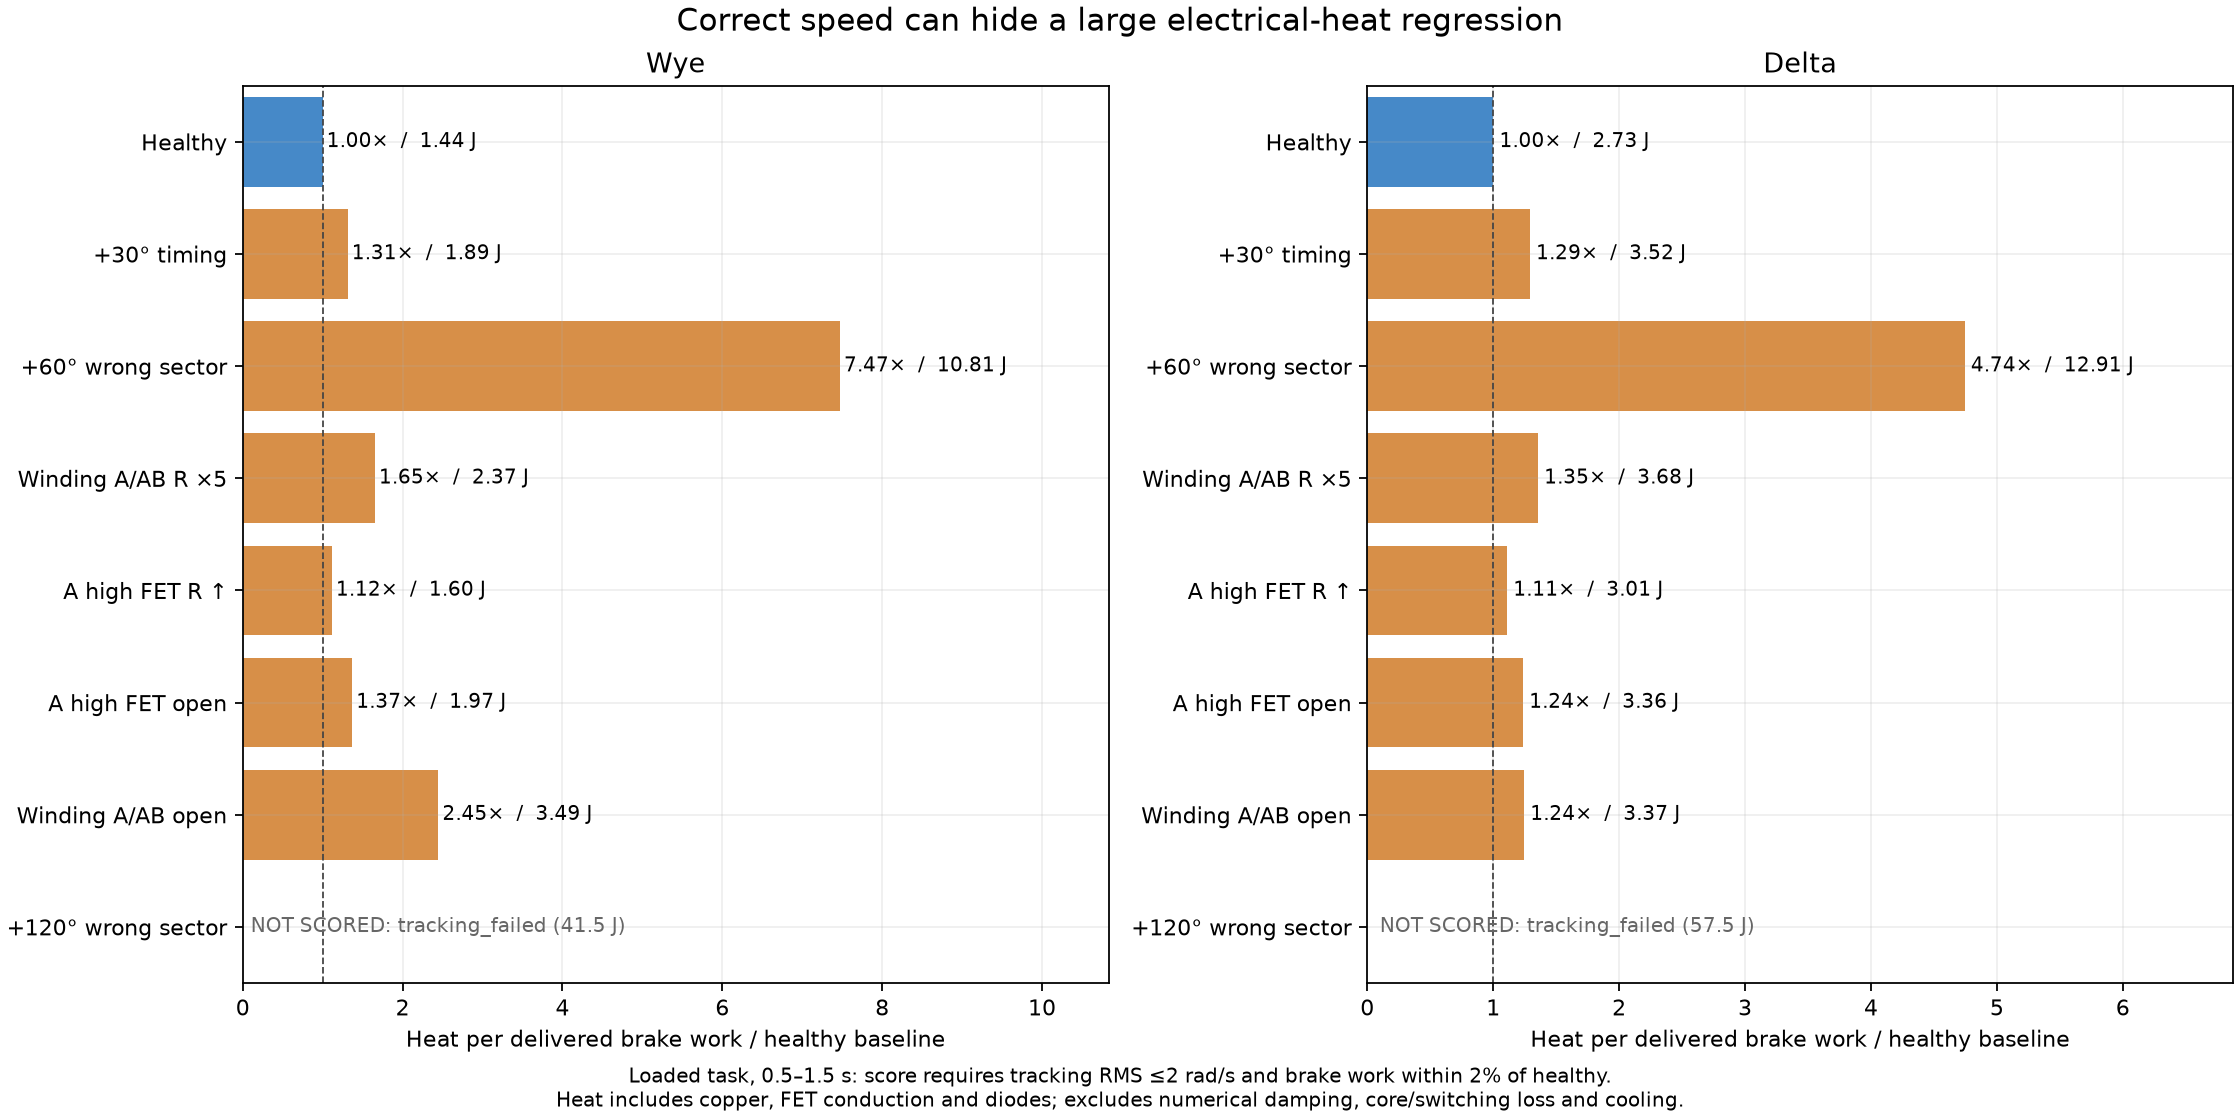 Correct speed can hide a large electrical-heat regression
Wye
Healthy
1.00× / 1.44 J
+30° timing
1.31× / 1.89 J
+60° wrong sector
7.47× / 10.81 J
Winding A/AB R ×5
1.65× / 2.37 J
A high FET R ↑
1.12× / 1.60 J
A high FET open
1.37× / 1.97 J
Winding A/AB open
2.45× / 3.49 J
+120° wrong sector
NOT SCORED: tracking_failed (41.5 J)
0 2 4 6 8 10
Heat per delivered brake work / healthy baseline
Delta
Healthy
1.00× / 2.73 J
+30° timing
1.29× / 3.52 J
+60° wrong sector
4.74× / 12.91 J
Winding A/AB R ×5
1.35× / 3.68 J
A high FET R ↑
1.11× / 3.01 J
A high FET open
1.24× / 3.36 J
Winding A/AB open
1.24× / 3.37 J
+120° wrong sector
NOT SCORED: tracking_failed (57.5 J)
0 1 2 3 4 5 6
Heat per delivered brake work / healthy baseline
Loaded task, 0.5–1.5 s: score requires tracking RMS ≤2 rad/s and brake work within 2% of healthy.
Heat includes copper, FET conduction and diodes; excludes numerical damping, core/switching loss and cooling.